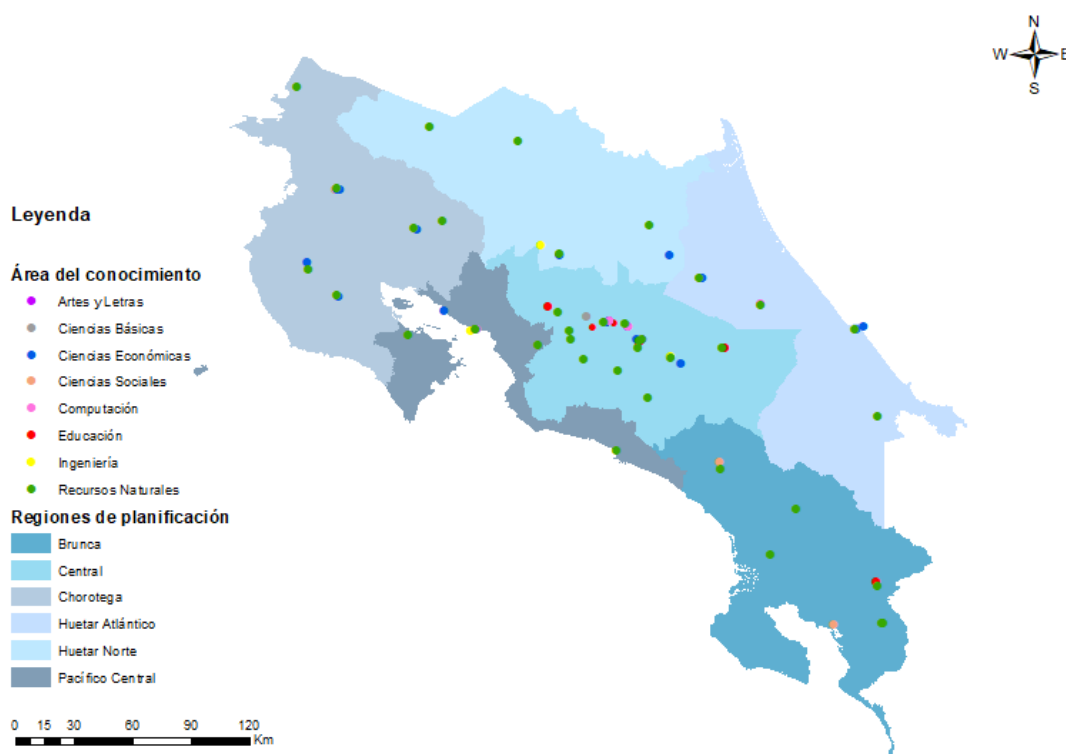 N
W E
S
Leyenda
Área del conocimiento
Artes y Letras
Ciencias Básicas
Ciencias Económicas
Ciencias Sociales
Computación
Educación
Ingeniería
Recursos Naturales
Regiones de planificación
Brunca
Central
Chorotega
Huetar Atlántico
Huetar Norte
Pacífico Central
0 15 30 60 90 120
Km